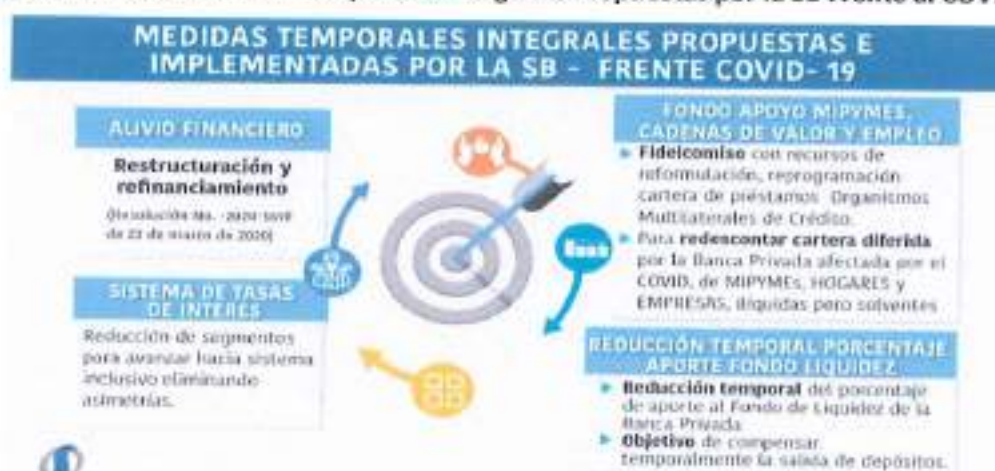 MEDIDAS TEMPORALES INTEGRALES PROPUESTAS E
IMPLEMENTADAS POR LA SB - FRENTE COVID- 19
ALIVIO FINANCIERO
Restructuración y
refinanciamiento
de 23 de marzo de 2020)
SISTEMA DE TASAS
DE INTERÉS
Reducción de segmentos
para avanzar hacia sistema
inclusivo eliminando
asimetrías.
FONDO APOYO MIPYMES,
CADENAS DE VALOR Y EMPLEO
Fideicomiso con recursos de
reformulación, reprogramación
cartera de préstamos Organismos
Multilaterales de Crédito.
Para redescontar cartera diferida
por la Banca Privada afectada por el
COVID, de MIPYMEs, HOGARES y
EMPRESAS, ilíquidas pero solventes
REDUCCIÓN TEMPORAL PORCENTAJE
APORTE FONDO LIQUIDEZ
Reducción temporal del porcentaje
de aporte al Fondo de Liquidez de la
Banca Privada
Objetivo de compensar
temporalmente la salida de depósitos.